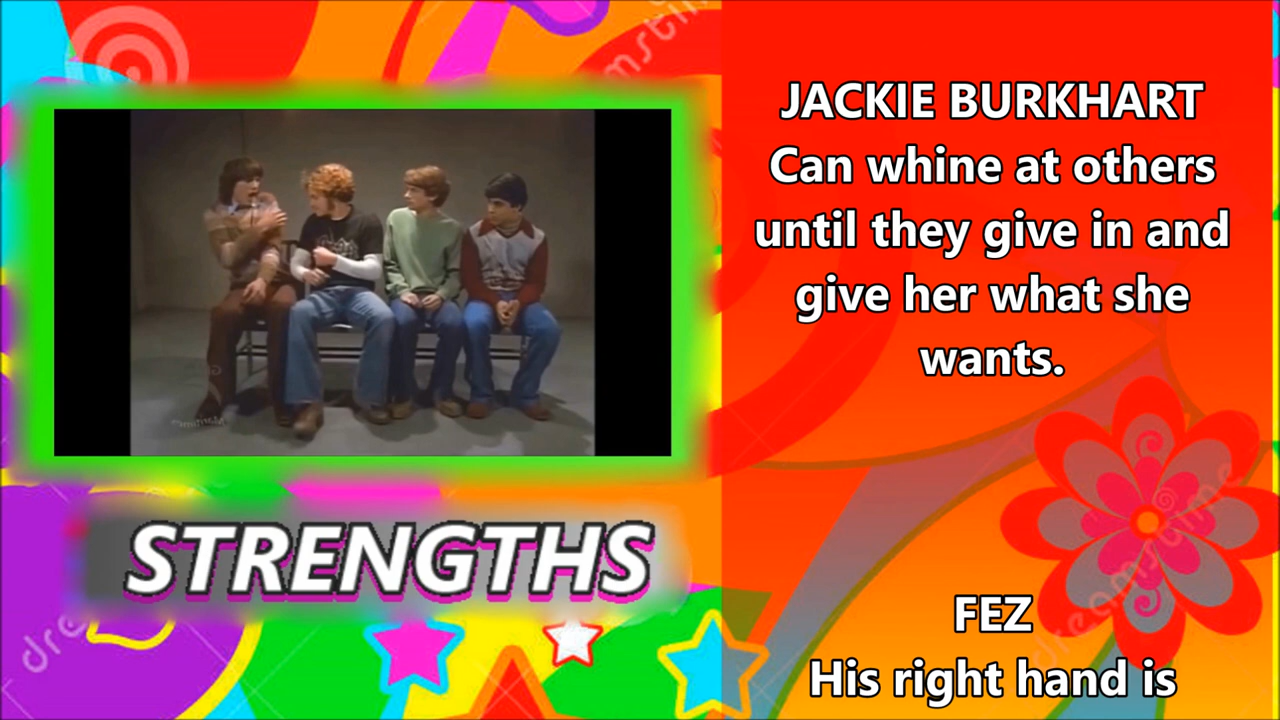 STRENGTHS
JACKIE BURKHART
Can whine at others
until they give in and
give her what she
wants.
FEZ
His right hand is
dreamstime